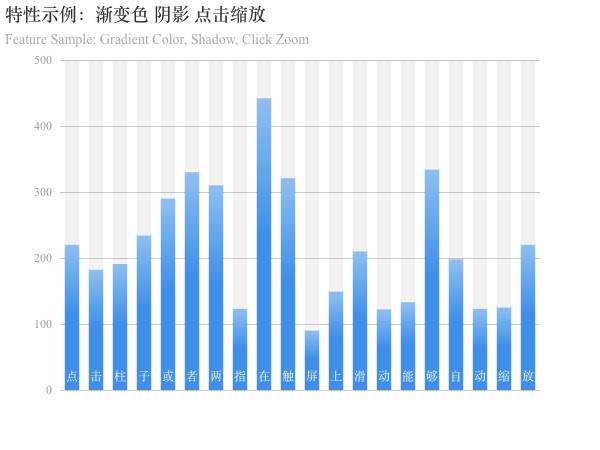 特性示例：渐变色 阴影 点击缩放
Feature Sample: Gradient Color, Shadow, Click Zoom
500
400
300
200
100
0
点 击 柱 子 或 者 两 指 在 触 屏 上 滑 动 能 够 自 动 缩 放